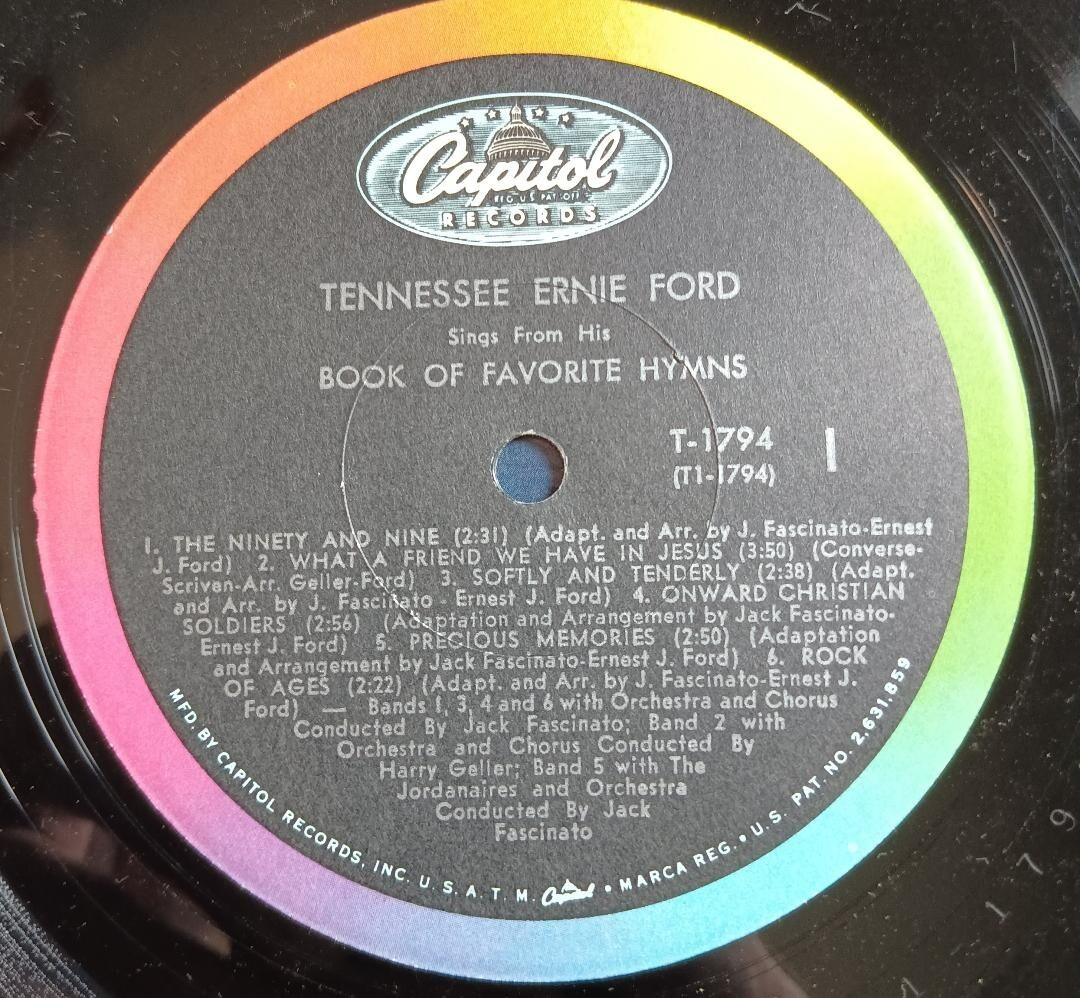 Capitol
REG. U.S. PAT. OFF.
RECORDS
TENNESSEE ERNIE FORD
Sings From His
BOOK OF FAVORITE HYMNS
T-1794
(T1-1794)
1
1. THE NINETY AND NINE (2:31) (Adapt. and Arr. by J. Fascinato-Ernest
J. Ford) 2. WHAT A FRIEND WE HAVE IN JESUS (3:50) (Converse-
Scriven-Arr. Geller-Ford) 3. SOFTLY AND TENDERLY (2:38) (Adapt.
and Arr. by J. Fascinato - Ernest J. Ford) 4. ONWARD CHRISTIAN
SOLDIERS (2:56) (Adaptation and Arrangement by Jack Fascinato-
Ernest J. Ford) 5. PRECIOUS MEMORIES (2:50) (Adaptation
and Arrangement by Jack Fascinato-Ernest J. Ford) 6. ROCK
OF AGES (2:22) (Adapt. and Arr. by J. Fascinato-Ernest J.
Ford) — Bands 1, 3, 4 and 6 with Orchestra and Chorus
Conducted By Jack Fascinato; Band 2 with
Orchestra and Chorus Conducted By
Harry Geller; Band 5 with The
Jordanaires and Orchestra
Conducted By Jack
Fascinato
MFD. BY CAPITOL RECORDS, INC. U.S.A. T.M. Capitol • MARCA REG. • U.S. PAT. NO. 2,631,859